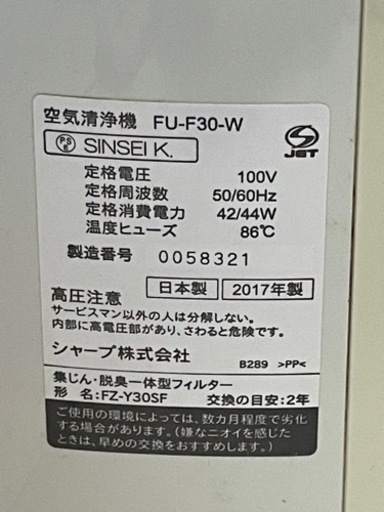 空気清浄機 FU-F30-W
PS E SINSEI K.
JET
定格電圧 100V
定格周波数 50/60Hz
定格消費電力 42/44W
温度ヒューズ 86℃
製造番号 0058321
日本製 2017年製
高圧注意
サービスマン以外の人は分解しない。
内部に高電圧部があり、さわると危険です。
シャープ株式会社 B289 >PP<
集じん・脱臭一体型フィルター
形 名:FZ-Y30SF 交換の目安:2年
ご使用の環境によっては、数カ月程度で劣化
する場合があります。(嫌なニオイを感じた
ときは、早めの交換をおすすめします。)